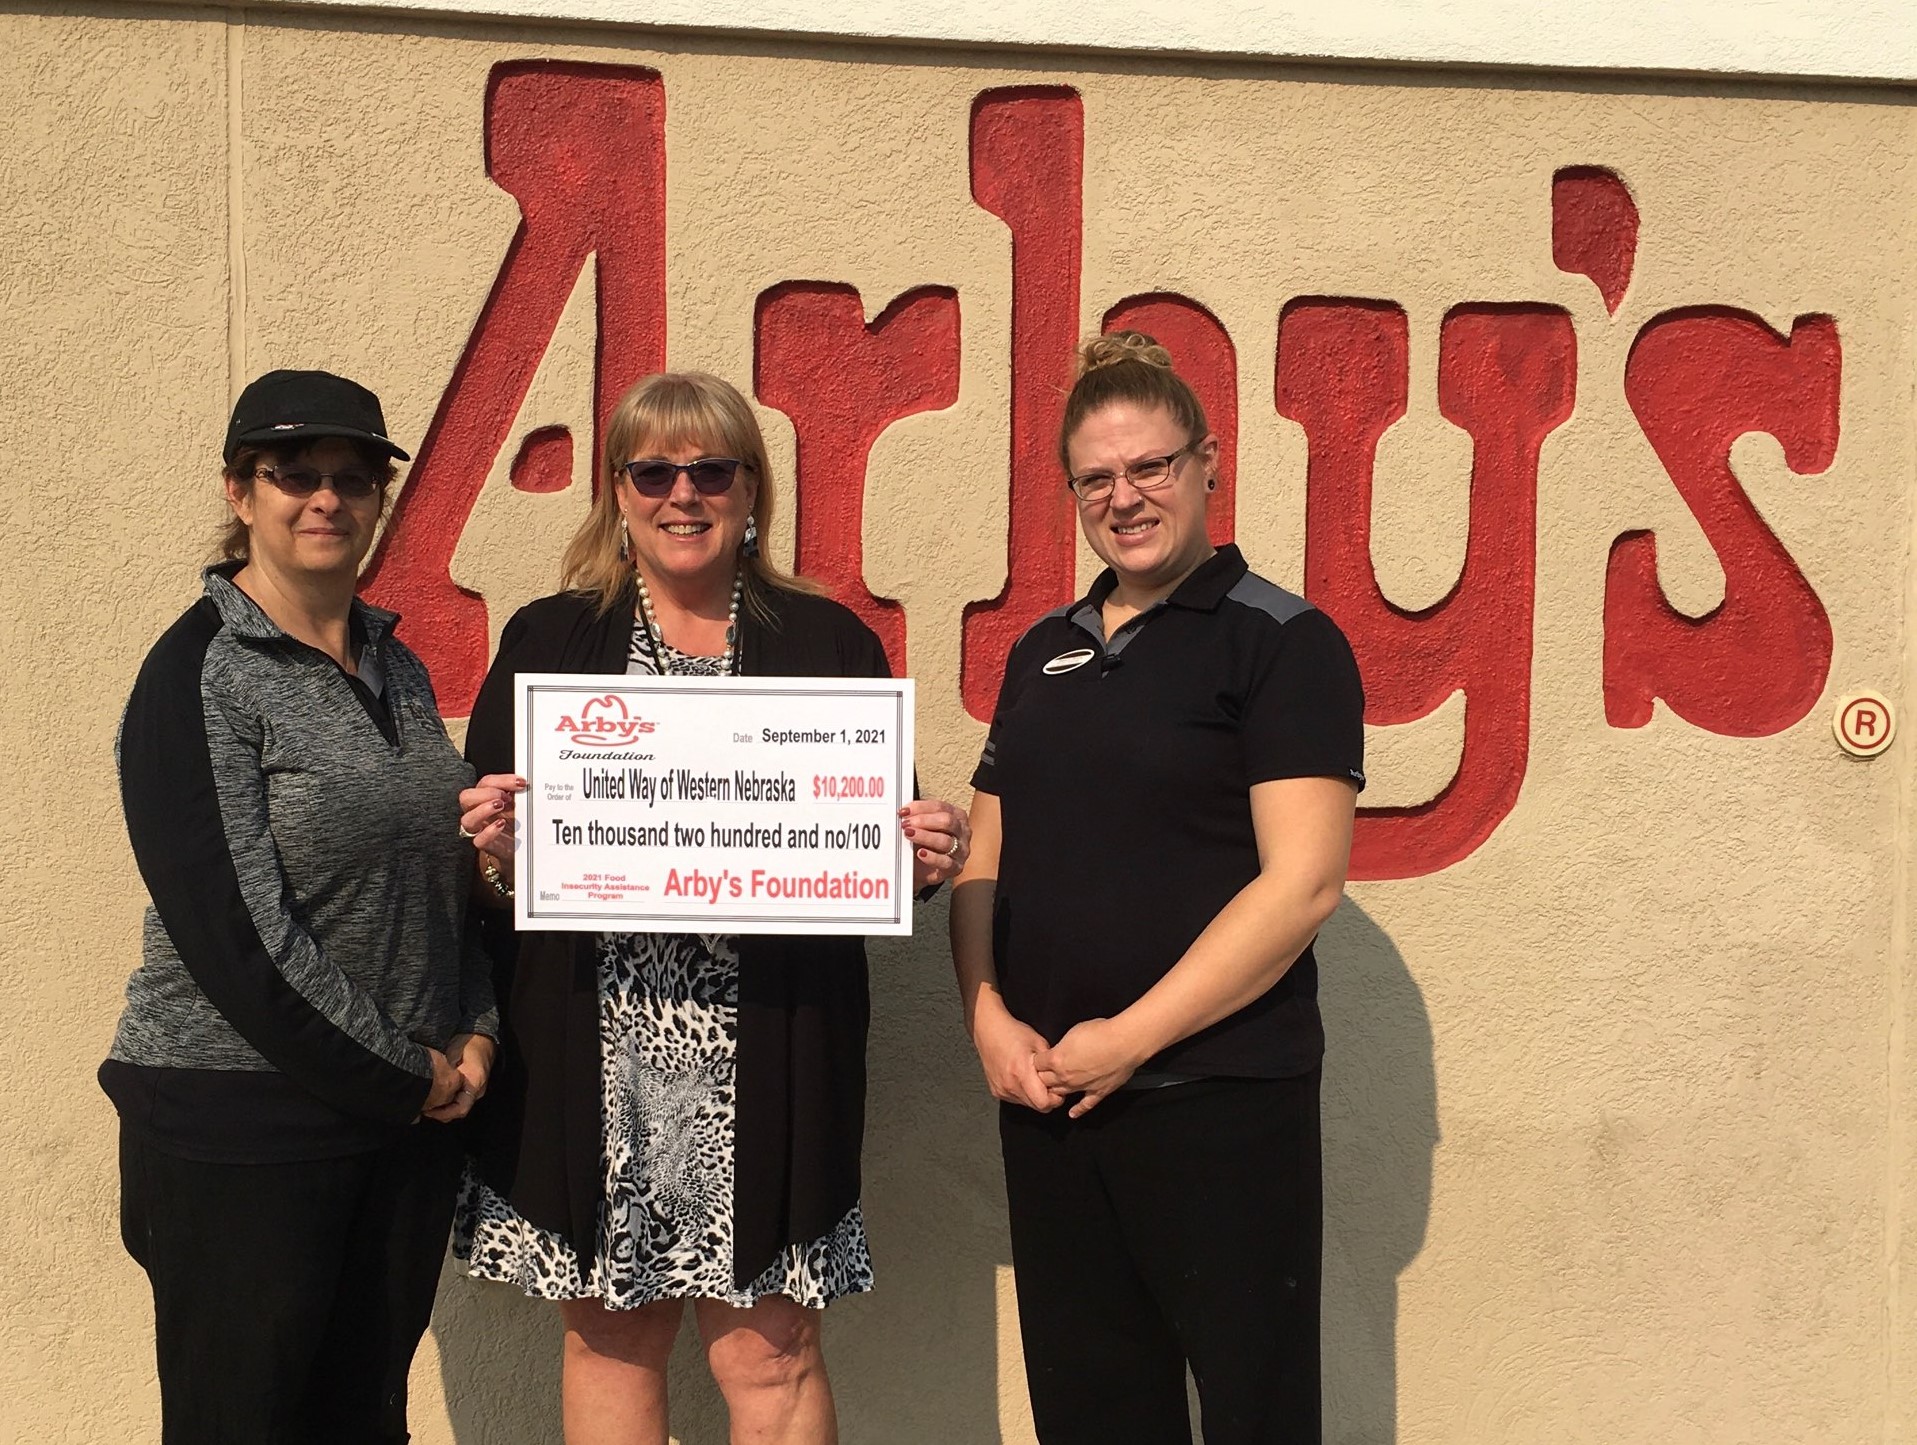 Arby's
®
Arby's
Foundation
Date September 1, 2021
Pay to the
Order of
United Way of Western Nebraska $10,200.00
Ten thousand two hundred and no/100
Memo
2021 Food
Insecurity Assistance
Program
Arby's Foundation